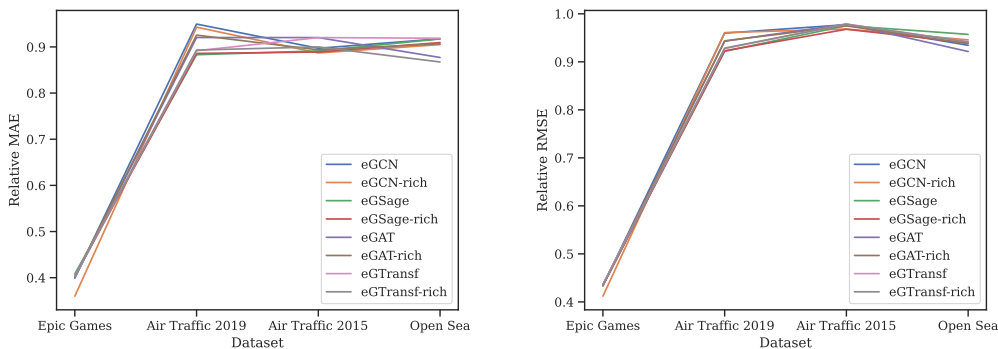 Relative MAE
0.9
0.8
0.7
0.6
0.5
0.4
eGCN
eGCN-rich
eGSage
eGSage-rich
eGAT
eGAT-rich
eGTransf
eGTransf-rich
Epic Games
Air Traffic 2019
Air Traffic 2015
Open Sea
Dataset
Relative RMSE
1.0
0.9
0.8
0.7
0.6
0.5
0.4
eGCN
eGCN-rich
eGSage
eGSage-rich
eGAT
eGAT-rich
eGTransf
eGTransf-rich
Epic Games
Air Traffic 2019
Air Traffic 2015
Open Sea
Dataset